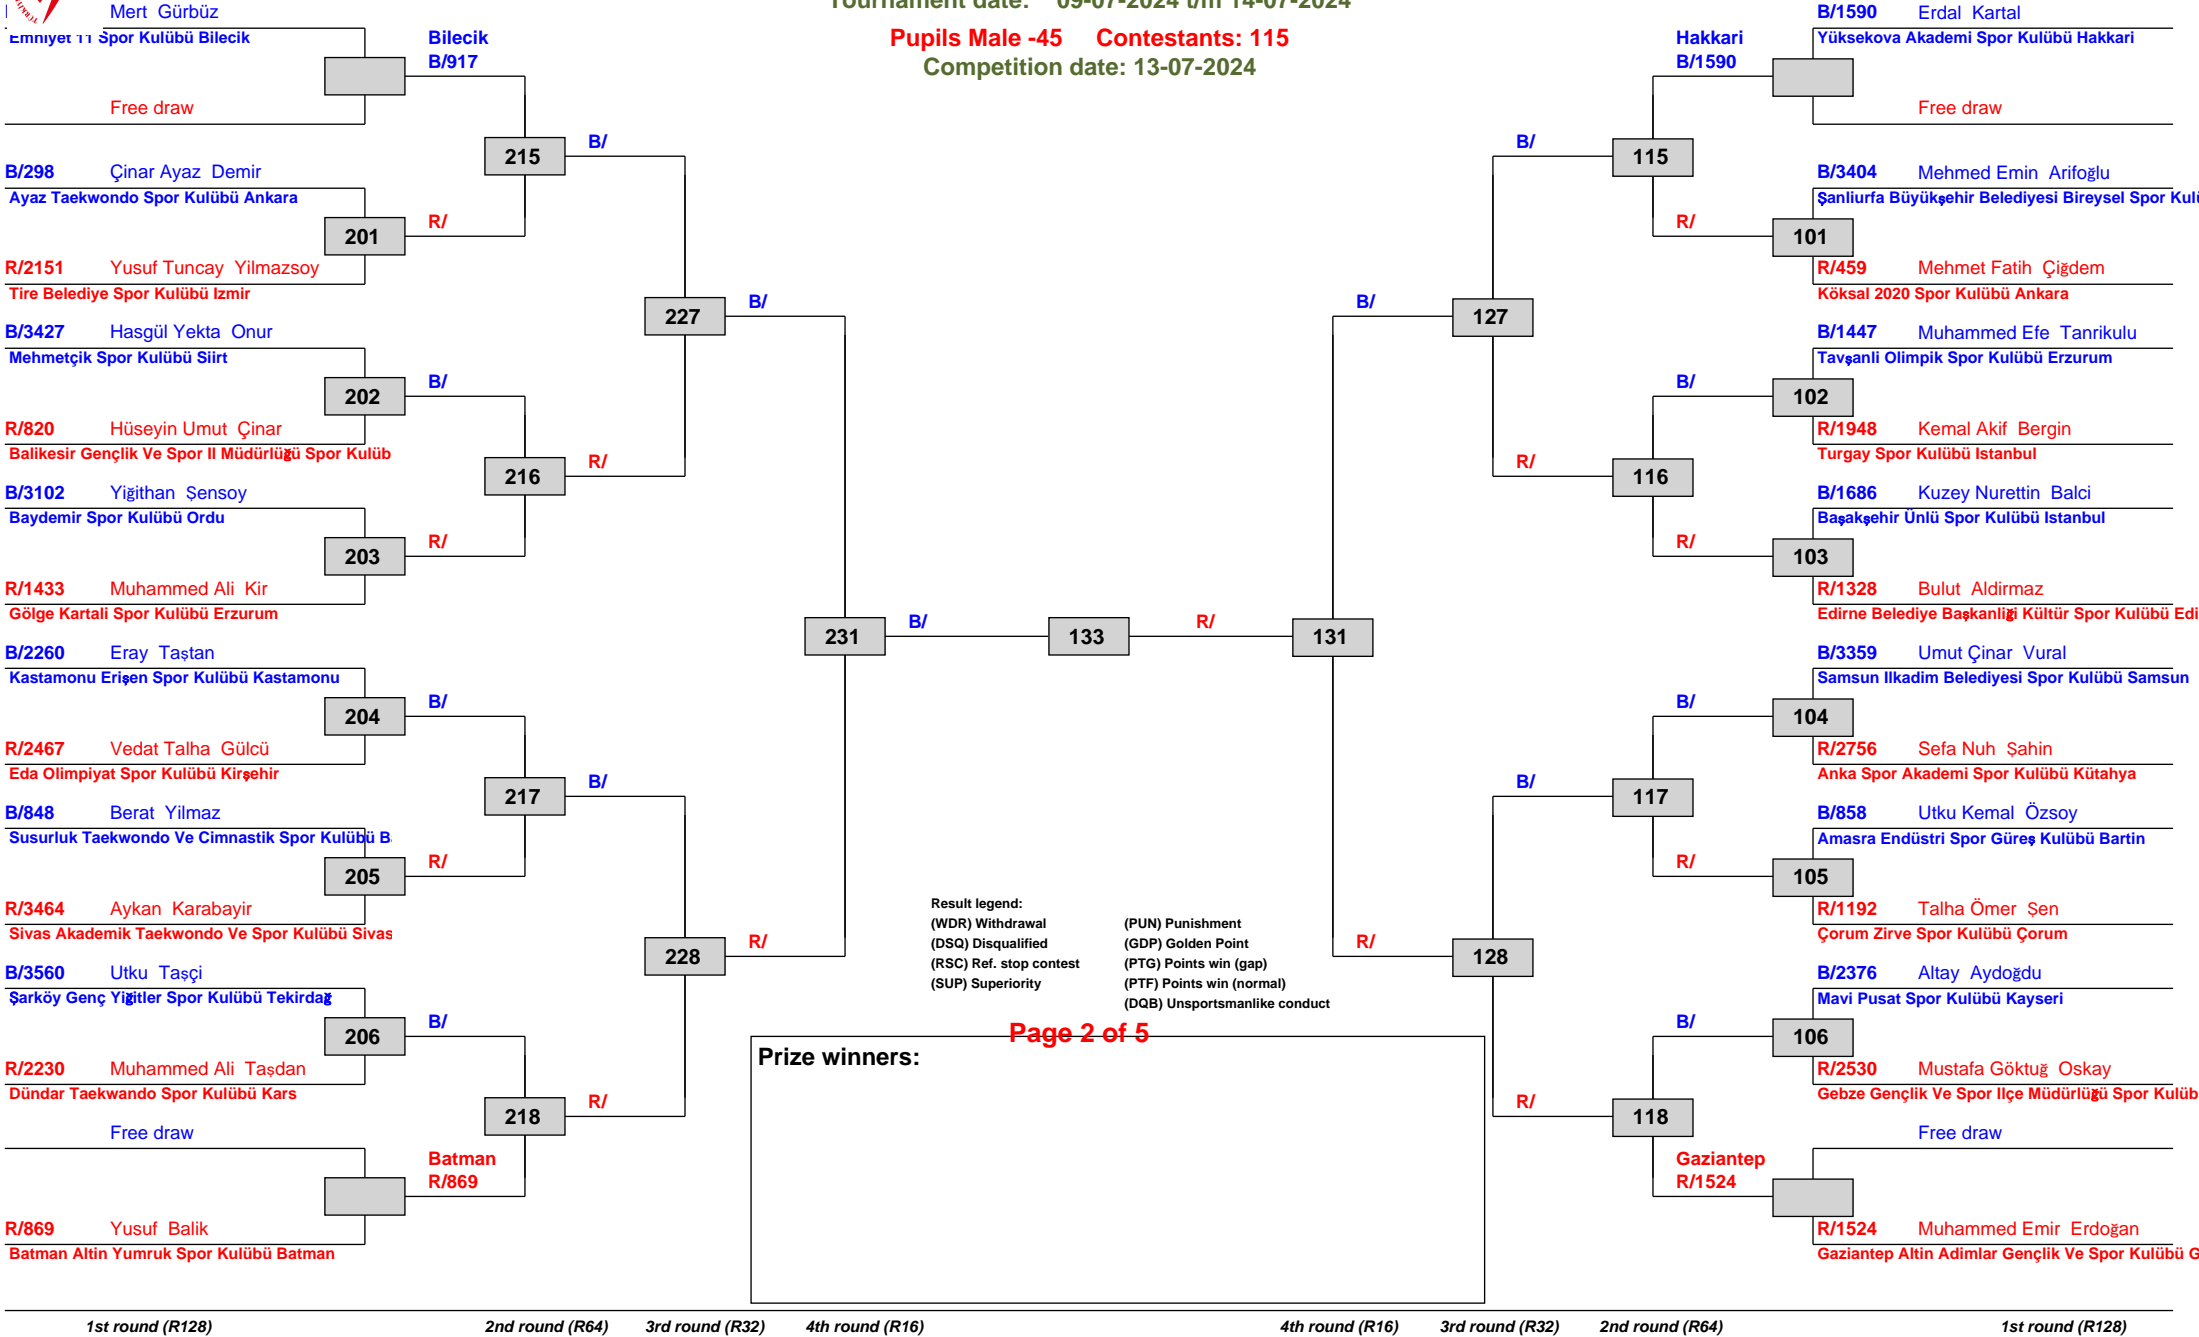 Tournament date: 09-07-2024 t/m 14-07-2024
Pupils Male -45 Contestants: 115
Competition date: 13-07-2024
Mert Gürbüz
Emniyet 11 Spor Kulübü Bilecik
Free draw
Bilecik
B/917
B/298 Çinar Ayaz Demir
Ayaz Taekwondo Spor Kulübü Ankara
201
R/2151 Yusuf Tuncay Yilmazsoy
Tire Belediye Spor Kulübü Izmir
R/
215
B/
B/3427 Hasgül Yekta Onur
Mehmetçik Spor Kulübü Siirt
202
B/
R/820 Hüseyin Umut Çinar
Balikesir Gençlik Ve Spor Il Müdürlüğü Spor Kulüb
216
R/
B/3102 Yiğithan Şensoy
Baydemir Spor Kulübü Ordu
203
R/
R/1433 Muhammed Ali Kir
Gölge Kartali Spor Kulübü Erzurum
227
B/
B/2260 Eray Taştan
Kastamonu Erişen Spor Kulübü Kastamonu
204
B/
R/2467 Vedat Talha Gülcü
Eda Olimpiyat Spor Kulübü Kirşehir
217
B/
B/848 Berat Yilmaz
Susurluk Taekwondo Ve Cimnastik Spor Kulübü B
205
R/
R/3464 Aykan Karabayir
Sivas Akademik Taekwondo Ve Spor Kulübü Sivas
228
R/
B/3560 Utku Taşçi
Şarköy Genç Yiğitler Spor Kulübü Tekirdağ
206
B/
R/2230 Muhammed Ali Taşdan
Dündar Taekwando Spor Kulübü Kars
218
R/
Free draw
Batman
R/869
R/869 Yusuf Balik
Batman Altin Yumruk Spor Kulübü Batman
231
B/
133
R/
131
B/1590 Erdal Kartal
Yüksekova Akademi Spor Kulübü Hakkari
Hakkari
B/1590
Free draw
B/
115
B/3404 Mehmed Emin Arifoğlu
Şanliurfa Büyükşehir Belediyesi Bireysel Spor Kulü
R/
101
R/459 Mehmet Fatih Çiğdem
Köksal 2020 Spor Kulübü Ankara
B/
127
B/1447 Muhammed Efe Tanrikulu
Tavşanli Olimpik Spor Kulübü Erzurum
B/
102
R/1948 Kemal Akif Bergin
Turgay Spor Kulübü Istanbul
R/
116
B/1686 Kuzey Nurettin Balci
Başakşehir Ünlü Spor Kulübü Istanbul
R/
103
R/1328 Bulut Aldirmaz
Edirne Belediye Başkanliği Kültür Spor Kulübü Edi
B/3359 Umut Çinar Vural
Samsun Ilkadim Belediyesi Spor Kulübü Samsun
B/
104
R/2756 Sefa Nuh Şahin
Anka Spor Akademi Spor Kulübü Kütahya
B/
117
B/858 Utku Kemal Özsoy
Amasra Endüstri Spor Güreş Kulübü Bartin
R/
105
R/1192 Talha Ömer Şen
Çorum Zirve Spor Kulübü Çorum
R/
128
B/2376 Altay Aydoğdu
Mavi Pusat Spor Kulübü Kayseri
B/
106
R/2530 Mustafa Göktuğ Oskay
Gebze Gençlik Ve Spor Ilçe Müdürlüğü Spor Kulüb
R/
118
Free draw
Gaziantep
R/1524
R/1524 Muhammed Emir Erdoğan
Gaziantep Altin Adimlar Gençlik Ve Spor Kulübü G
Result legend:
(WDR) Withdrawal (PUN) Punishment
(DSQ) Disqualified (GDP) Golden Point
(RSC) Ref. stop contest (PTG) Points win (gap)
(SUP) Superiority (PTF) Points win (normal)
(DQB) Unsportsmanlike conduct
Page 2 of 5
Prize winners:
1st round (R128) 2nd round (R64) 3rd round (R32) 4th round (R16) 4th round (R16) 3rd round (R32) 2nd round (R64) 1st round (R128)